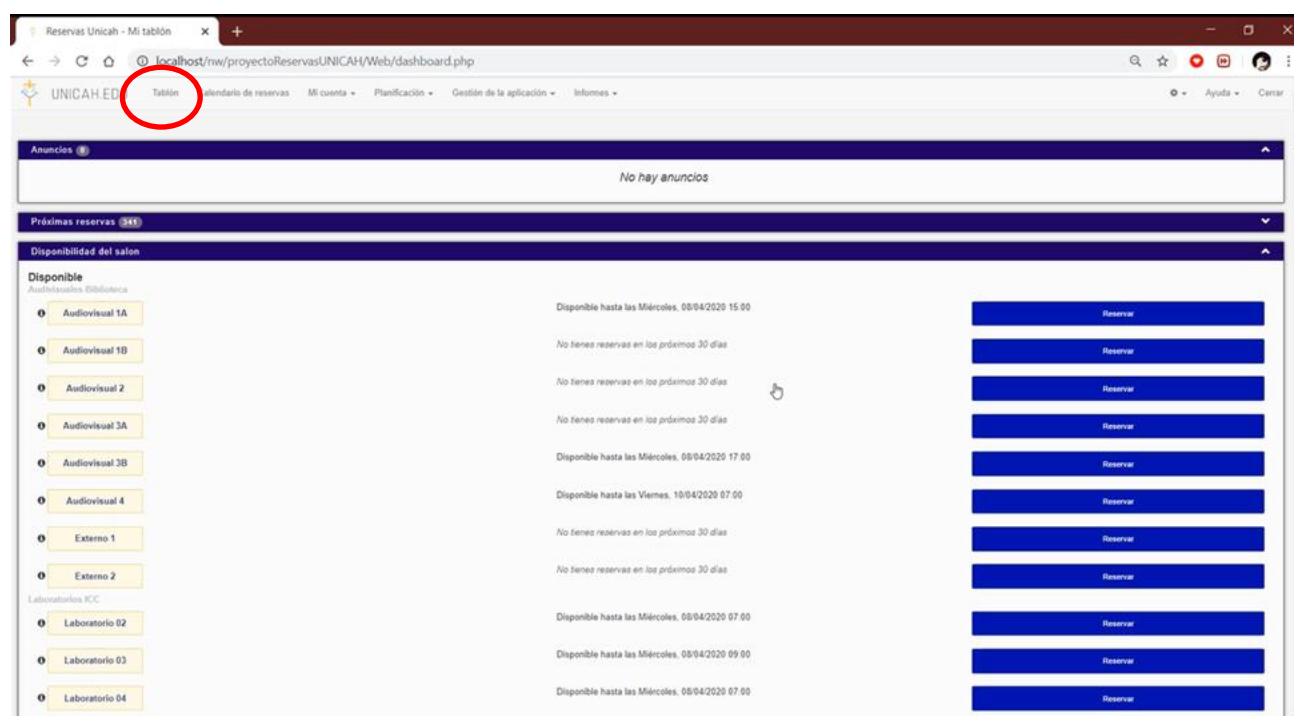 Reservas Unicah - Mi tablón
localhost/nw/proyectoReservasUNICAH/Web/dashboard.php
UNICAH.ED Tablón alendario de reservas Mi cuenta Planificación Gestión de la aplicación Informes Ayuda Cerrar
Anuncios 0
No hay anuncios
Próximas reservas 341
Disponibilidad del salon
Disponible
Audivisuales Biblioteca
Audiovisual 1A Disponible hasta las Miércoles, 08/04/2020 15:00 Reservar
Audiovisual 1B No tienes reservas en los próximos 30 días Reservar
Audiovisual 2 No tienes reservas en los próximos 30 días Reservar
Audiovisual 3A No tienes reservas en los próximos 30 días Reservar
Audiovisual 3B Disponible hasta las Miércoles, 08/04/2020 17:00 Reservar
Audiovisual 4 Disponible hasta las Viernes, 10/04/2020 07:00 Reservar
Externo 1 No tienes reservas en los próximos 30 días Reservar
Externo 2 No tienes reservas en los próximos 30 días Reservar
Laboratorios ICC
Laboratorio 02 Disponible hasta las Miércoles, 08/04/2020 07:00 Reservar
Laboratorio 03 Disponible hasta las Miércoles, 08/04/2020 09:00 Reservar
Laboratorio 04 Disponible hasta las Miércoles, 08/04/2020 07:00 Reservar